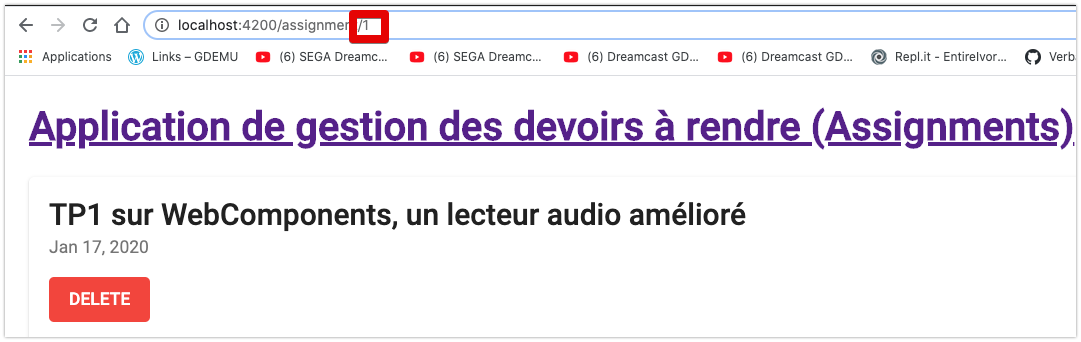 localhost:4200/assignmen/1
Applications Links – GDEMU (6) SEGA Dreamc... (6) SEGA Dreamc... (6) Dreamcast GD... (6) Dreamcast GD... Repl.it - EntireIvor... Verba
Application de gestion des devoirs à rendre (Assignments)
TP1 sur WebComponents, un lecteur audio amélioré
Jan 17, 2020
DELETE